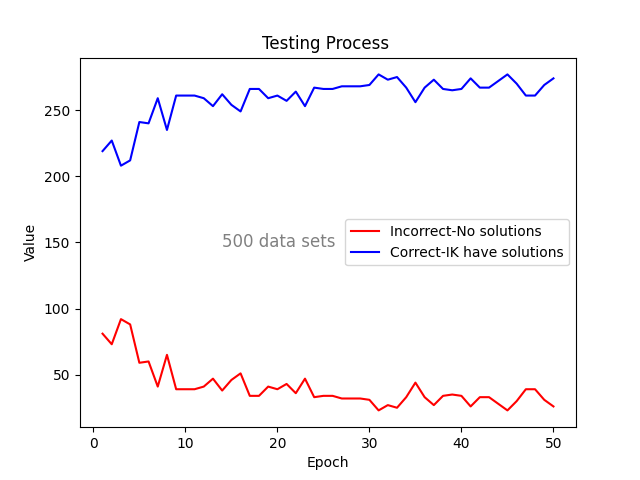 Testing Process
Value
250
200
150
100
50
500 data sets
Incorrect-No solutions
Correct-IK have solutions
0
10
20
30
40
50
Epoch